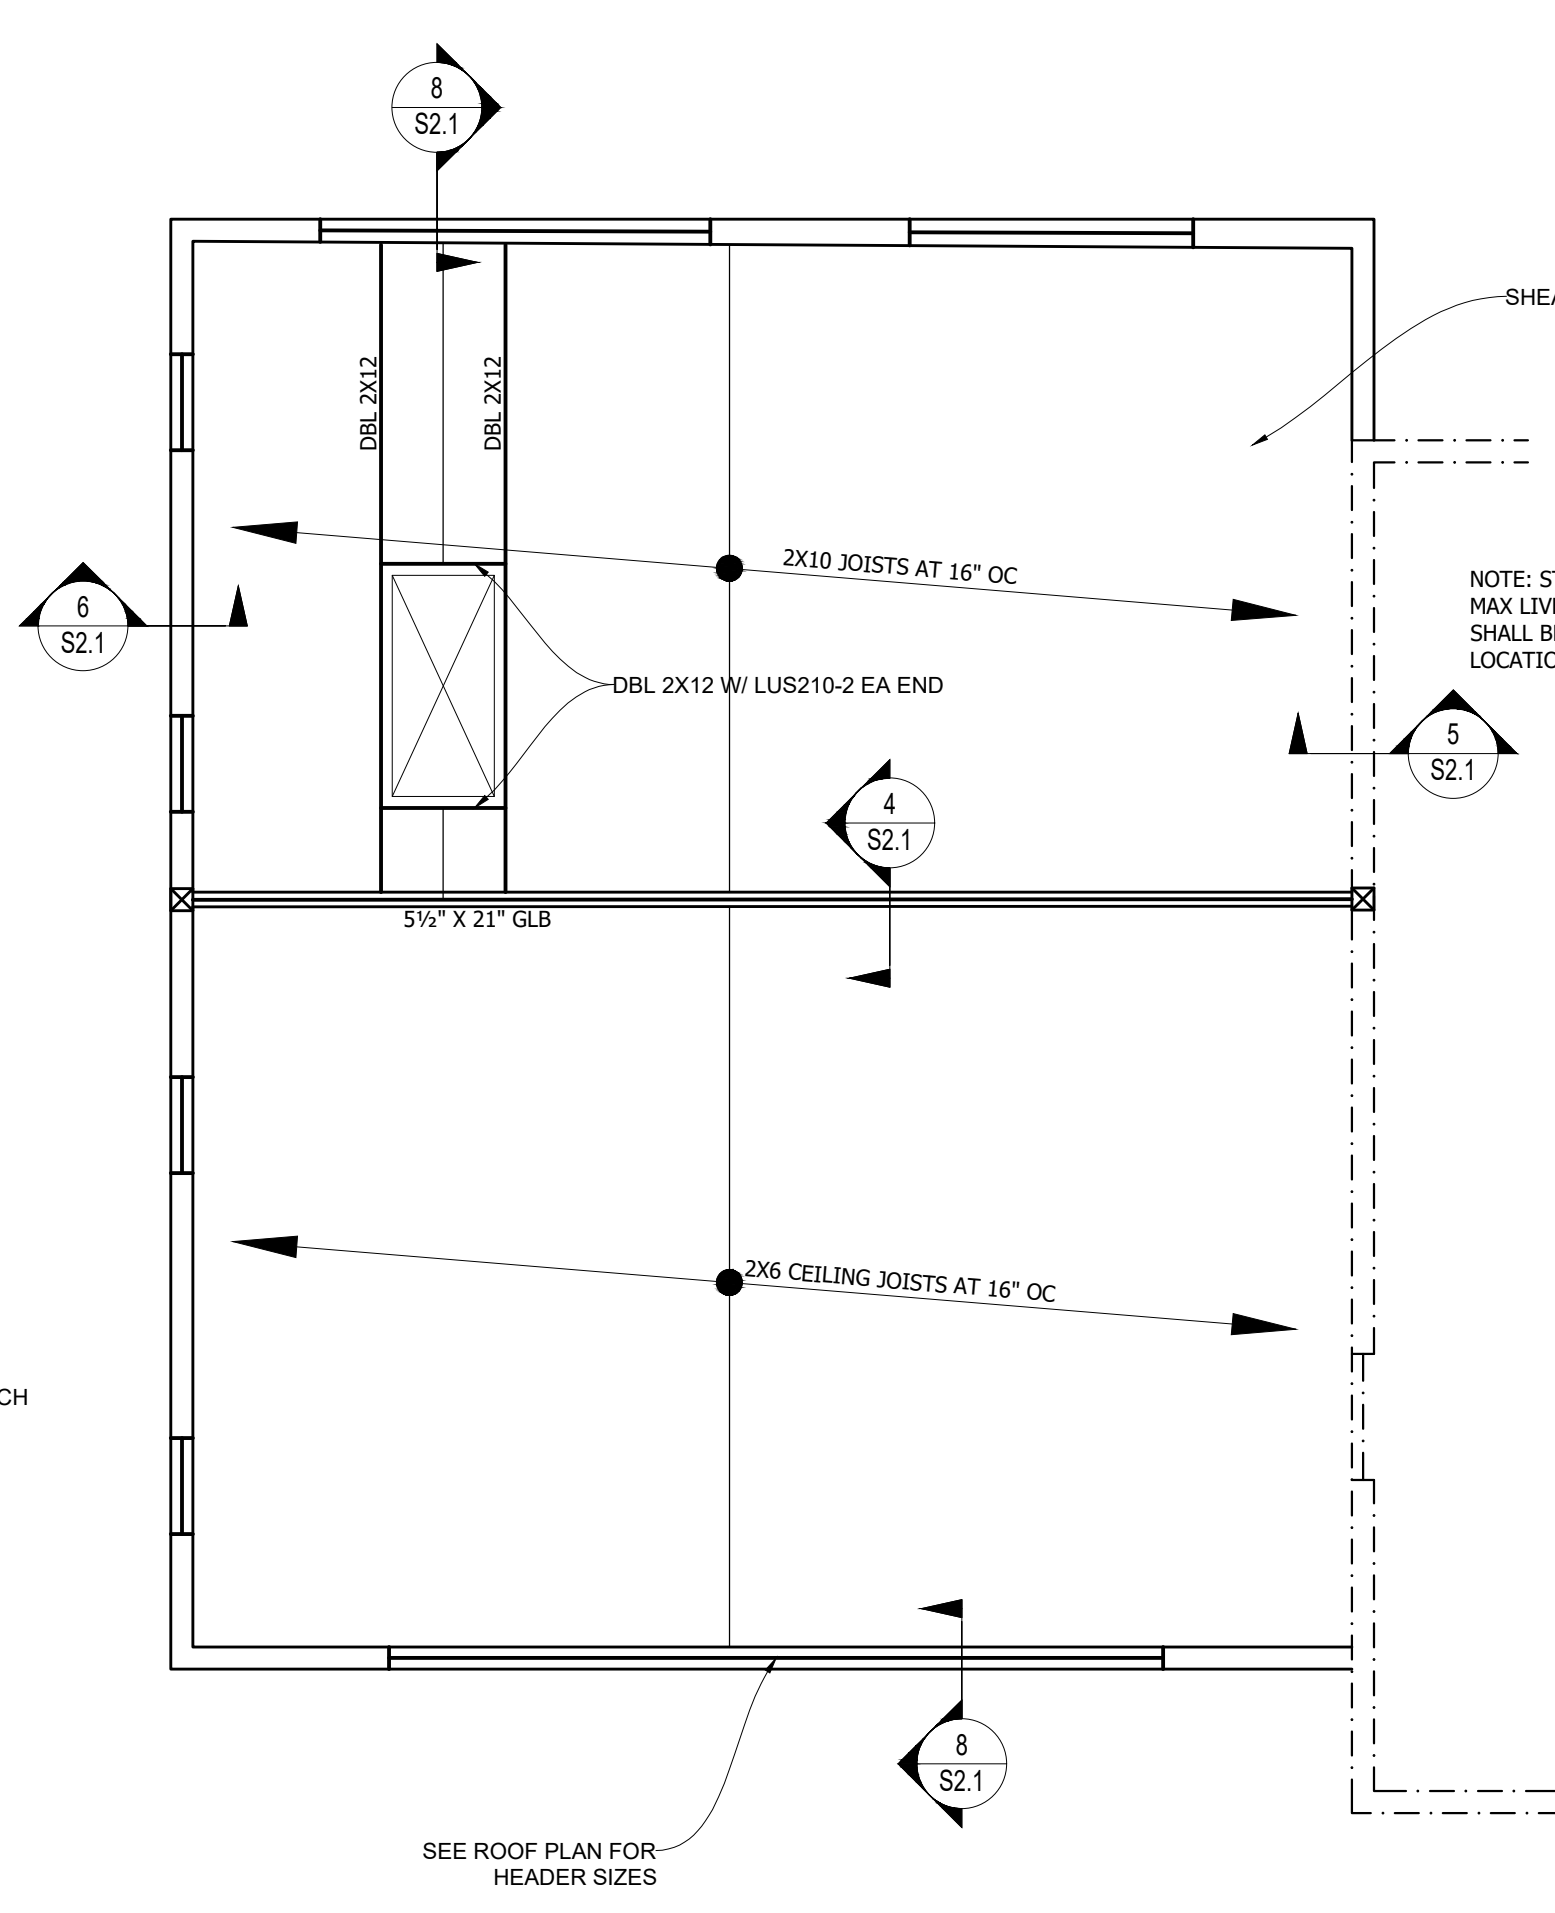 8
S2.1
SHEA
DBL 2X12
DBL 2X12
2X10 JOISTS AT 16" OC
6
S2.1
NOTE: ST
MAX LIVE
SHALL BE
LOCATIO
DBL 2X12 W/ LUS210-2 EA END
5
S2.1
4
S2.1
5½" X 21" GLB
2X6 CEILING JOISTS AT 16" OC
CH
8
S2.1
SEE ROOF PLAN FOR
HEADER SIZES